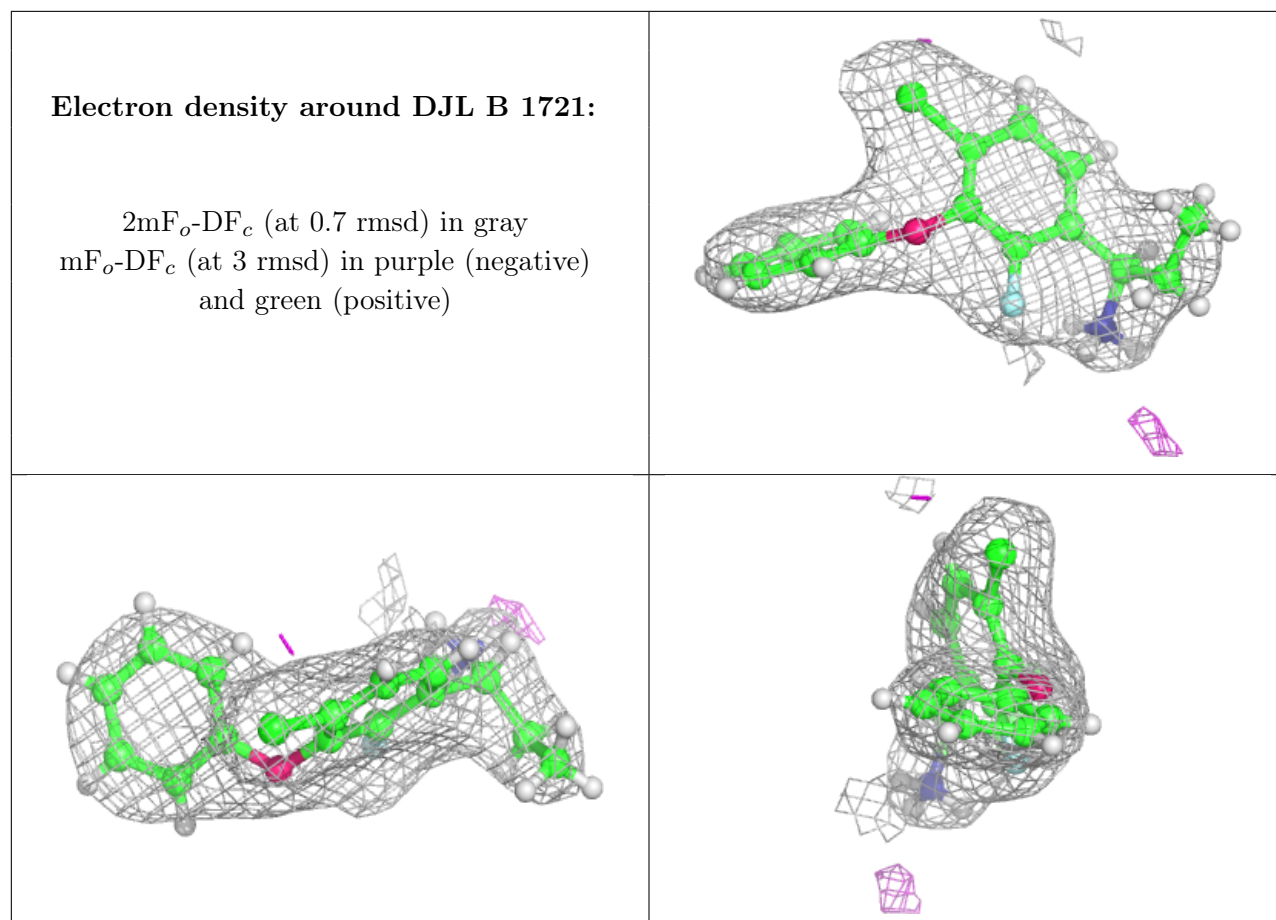 Electron density around DJL B 1721:
2mFo-DFc (at 0.7 rmsd) in gray
mFo-DFc (at 3 rmsd) in purple (negative)
and green (positive)